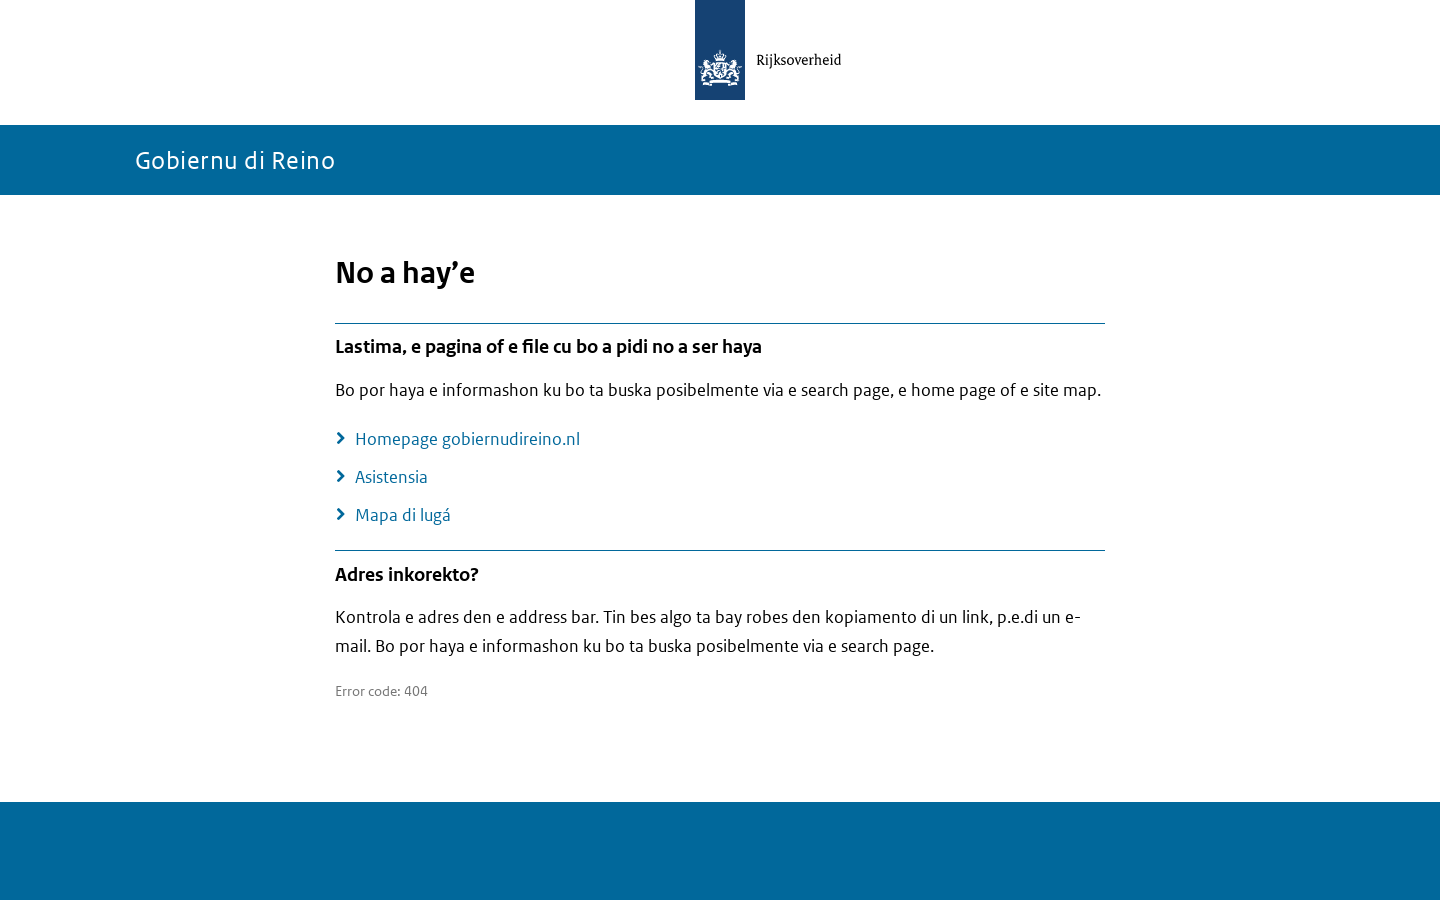 Rijksoverheid
Gobiernu di Reino
No a hay’e
Lastima, e pagina of e file cu bo a pidi no a ser haya
Bo por haya e informashon ku bo ta buska posibelmente via e search page, e home page of e site map.
Homepage gobiernudireino.nl
Asistensia
Mapa di lugá
Adres inkorekto?
Kontrola e adres den e address bar. Tin bes algo ta bay robes den kopiamento di un link, p.e.di un e-
mail. Bo por haya e informashon ku bo ta buska posibelmente via e search page.
Error code: 404